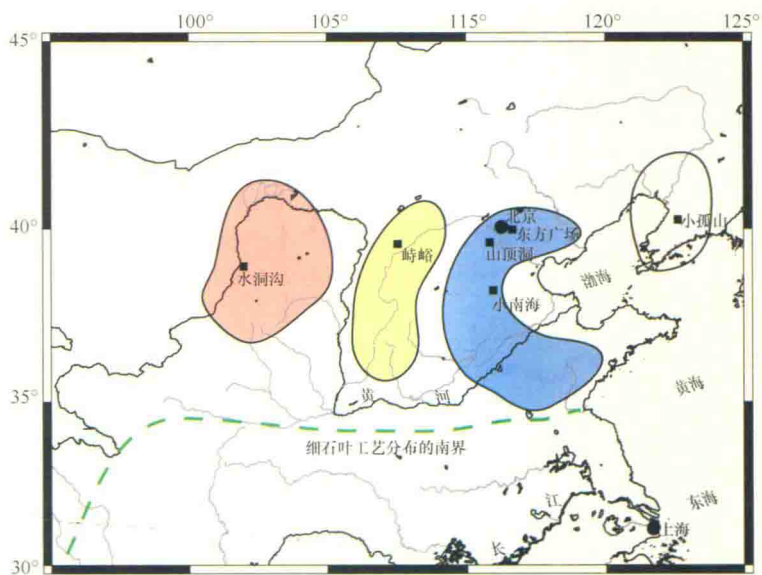 100° 105° 115° 120° 125°
45°
40°
35°
30°
北京
东方广场
小孤山
峙峪
山顶洞
水洞沟
渤海
小南海
黄海
黄 河
细石叶工艺分布的南界
东海
江
上海
长